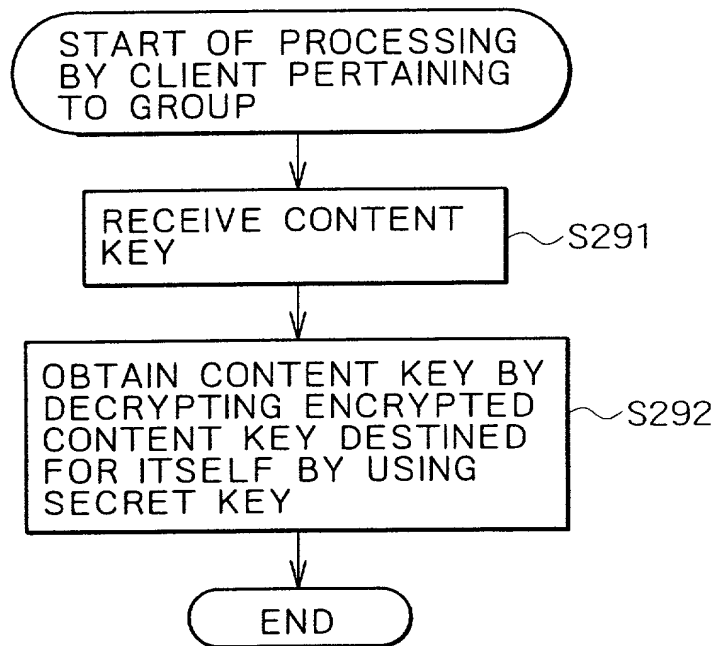 START OF PROCESSING
BY CLIENT PERTAINING
TO GROUP
RECEIVE CONTENT
KEY
S291
OBTAIN CONTENT KEY BY
DECRYPTING ENCRYPTED
CONTENT KEY DESTINED
FOR ITSELF BY USING
SECRET KEY
S292
END